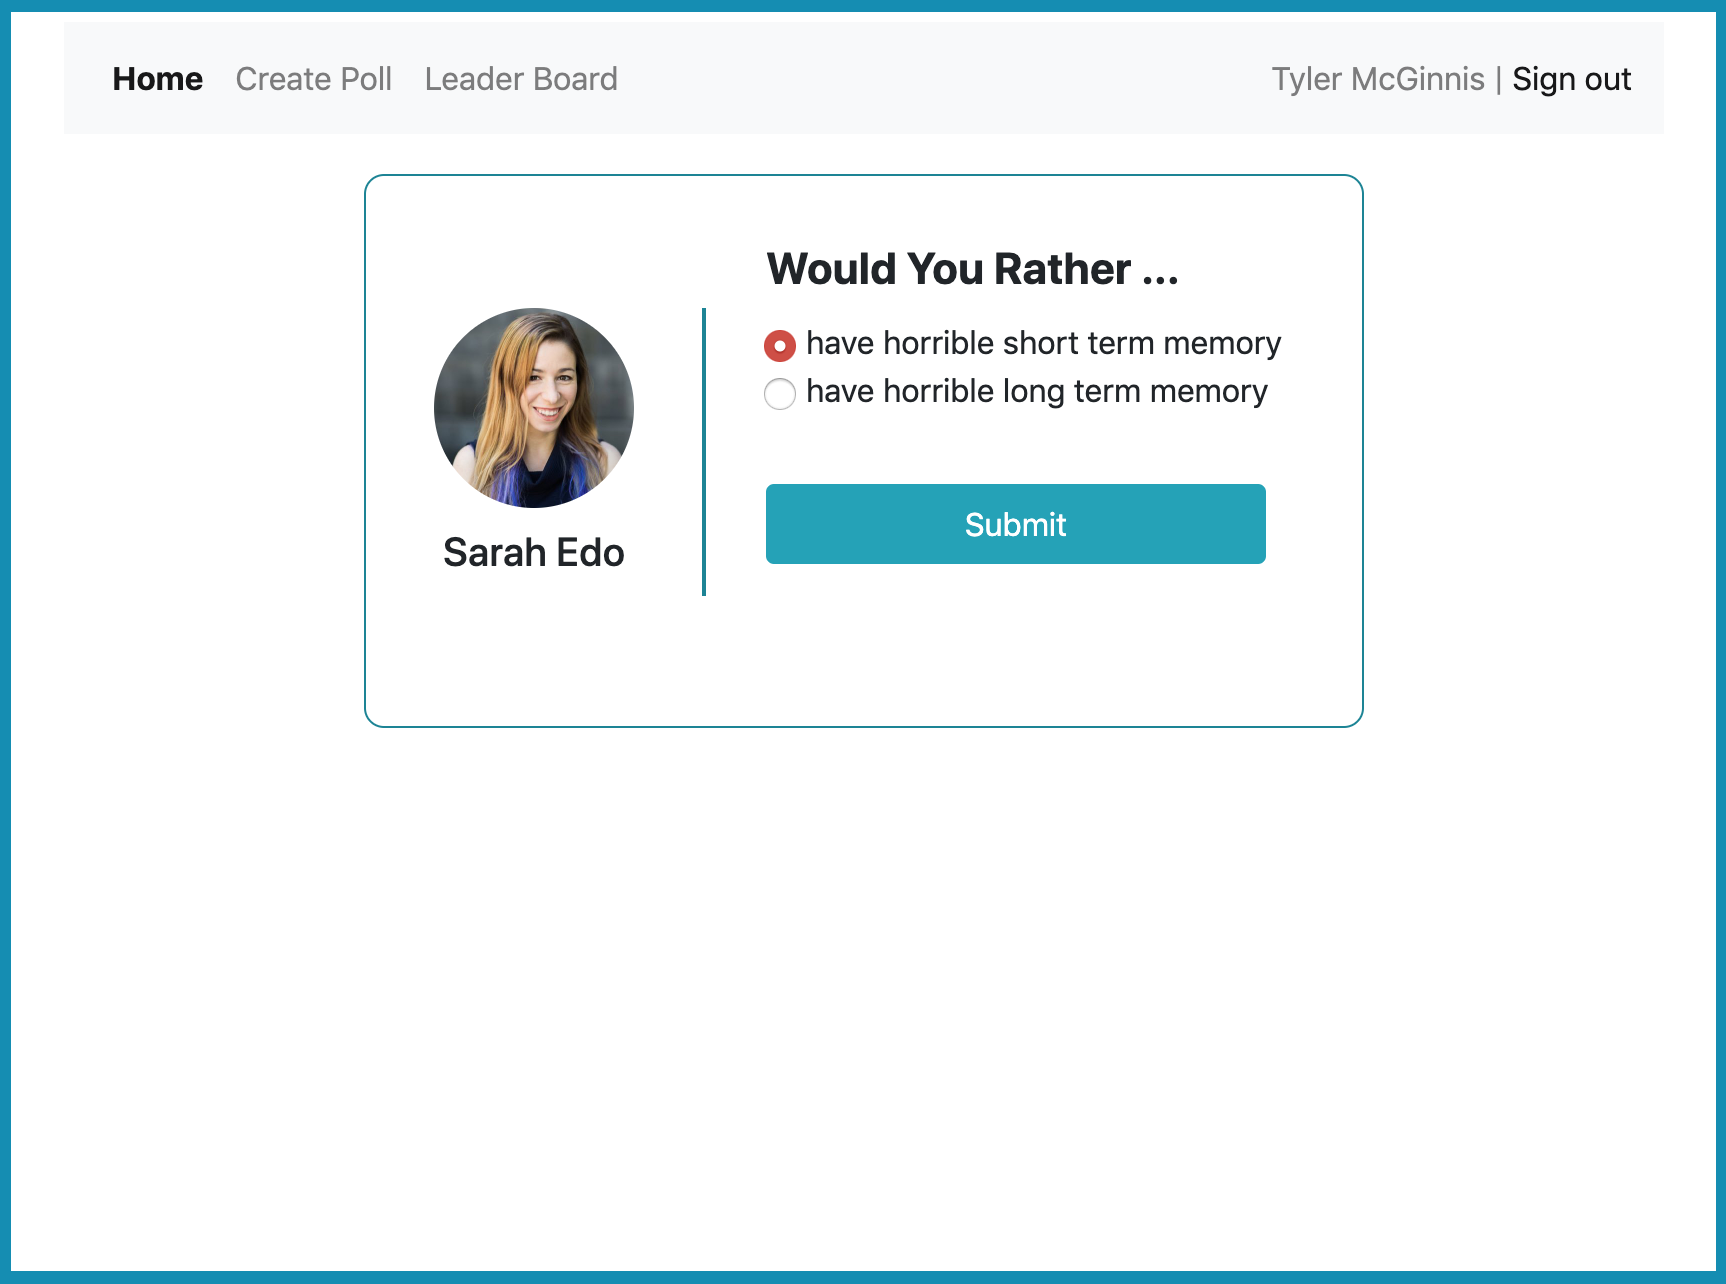 Home Create Poll Leader Board Tyler McGinnis | Sign out
Would You Rather ...
have horrible short term memory
have horrible long term memory
Submit
Sarah Edo